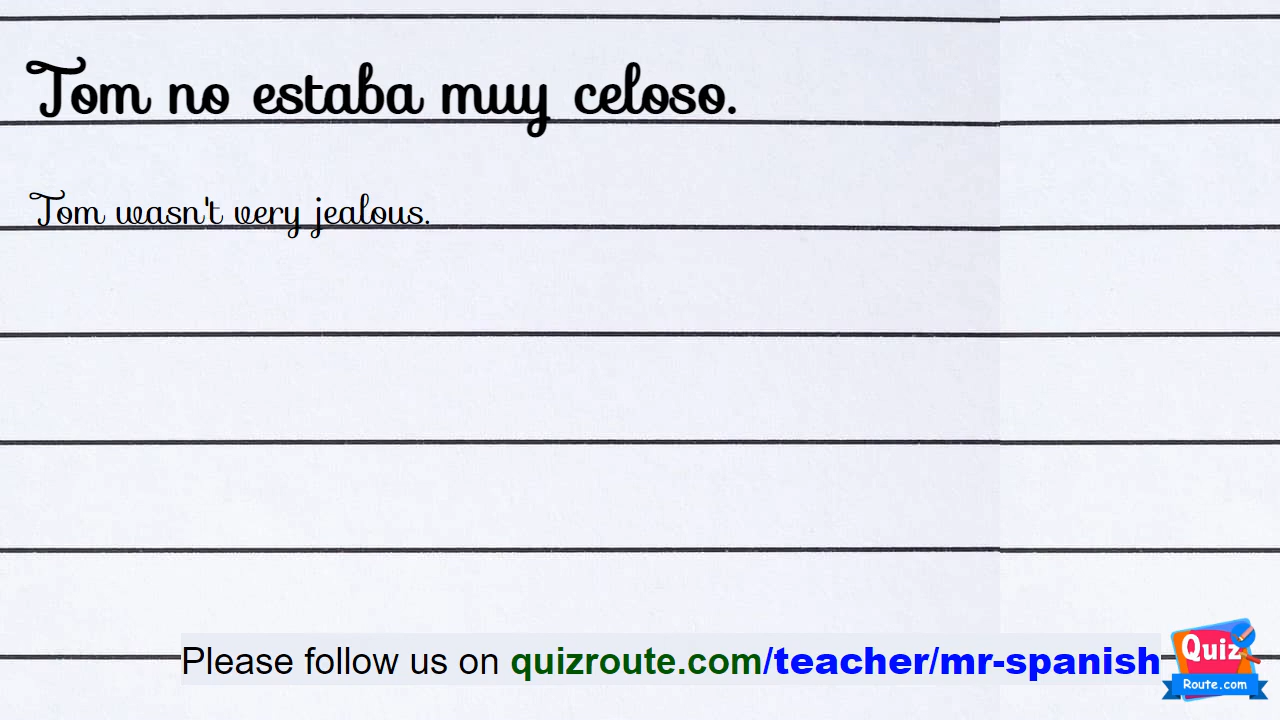 Tom no estaba muy celoso.
Tom wasn't very jealous.
Please follow us on quizroute.com/teacher/mr-spanish
Quiz
Route.com